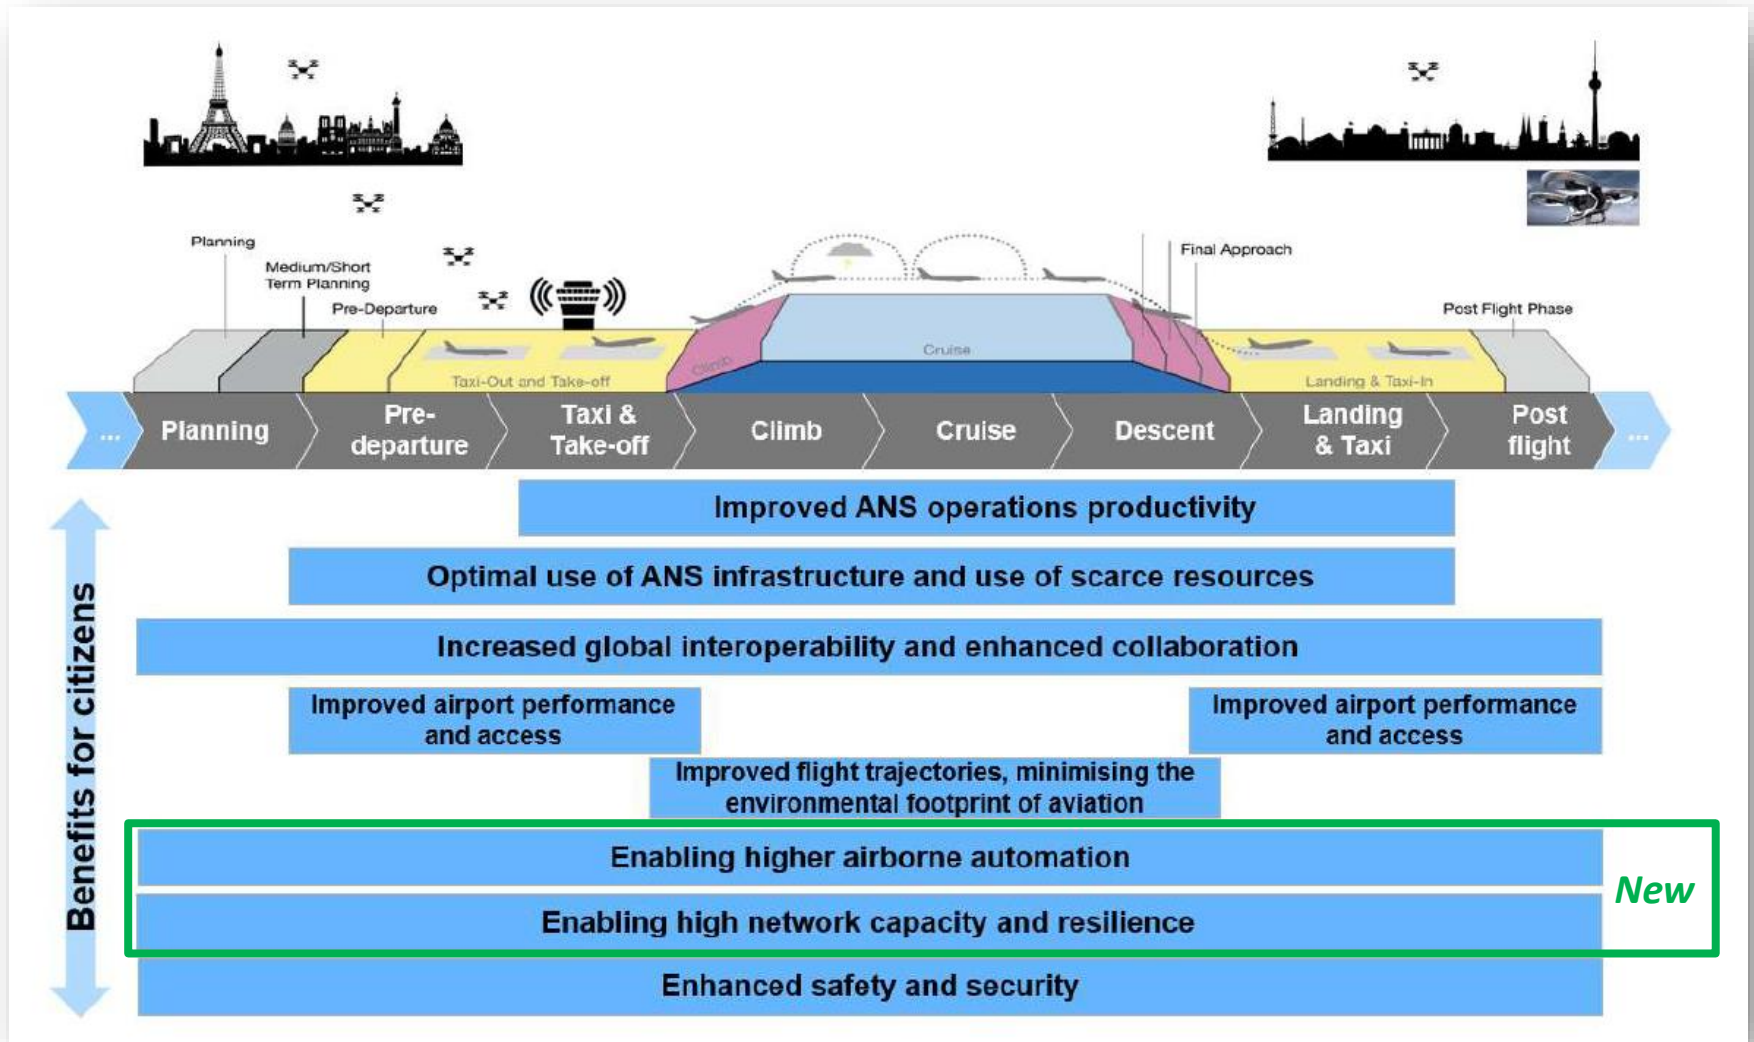 Planning
Medium/Short
Term Planning
Pre-Departure
Final Approach
Post Flight Phase
Climb
Cruise
Taxi-Out and Take-off
Landing & Taxi-In
...
Planning
Pre-
departure
Taxi &
Take-off
Climb
Cruise
Descent
Landing
& Taxi
Post
flight
...
Benefits for citizens
Improved ANS operations productivity
Optimal use of ANS infrastructure and use of scarce resources
Increased global interoperability and enhanced collaboration
Improved airport performance
and access
Improved airport performance
and access
Improved flight trajectories, minimising the
environmental footprint of aviation
Enabling higher airborne automation
New
Enabling high network capacity and resilience
Enhanced safety and security